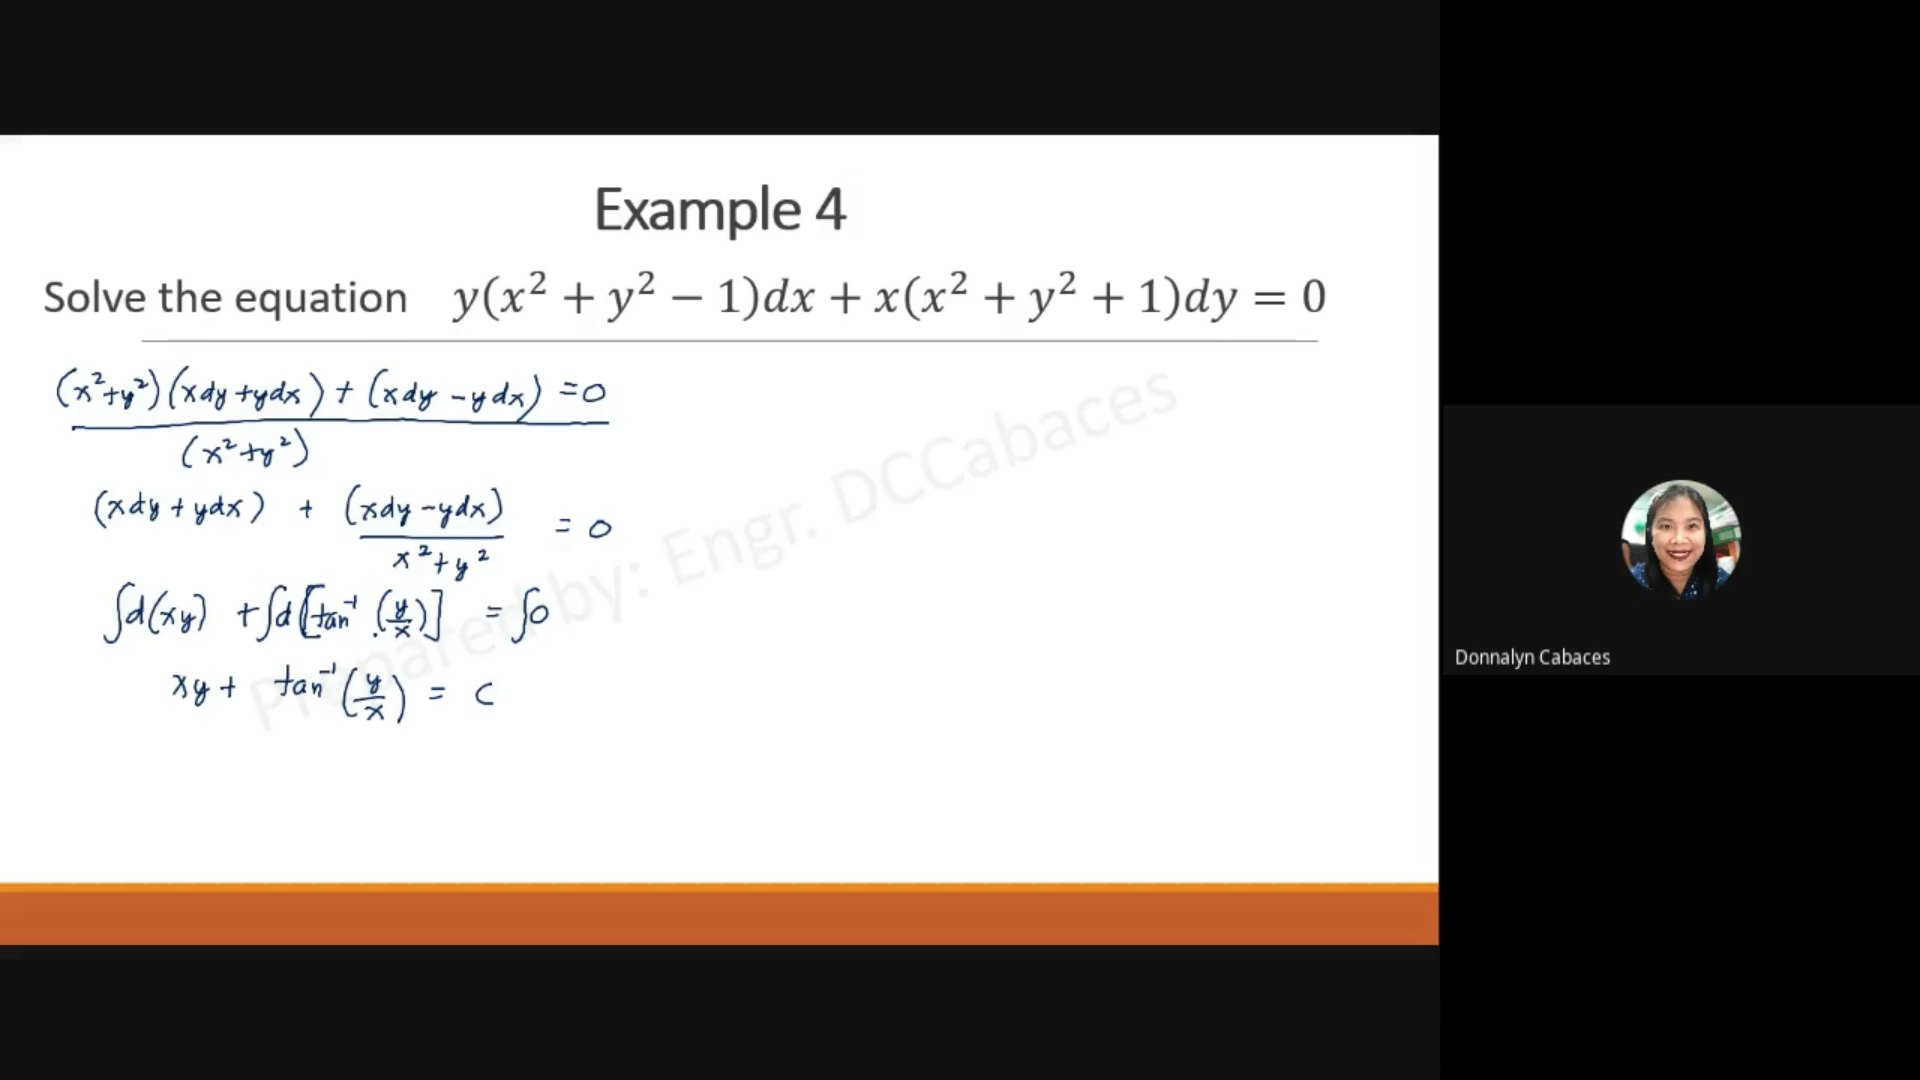 Example 4
Solve the equation y(x² + y² − 1)dx + x(x² + y² + 1)dy = 0
(x²+y²)(xdy+ydx) + (xdy −ydx) =0
(x²+y²)
(xdy + ydx) + (xdy −ydx) = 0
x²+y²
∫d(xy) + ∫d[tan⁻¹(y/x)] = ∫0
xy + tan⁻¹(y/x) = c
Prepared by: Engr. DCCabaces
Donnalyn Cabaces